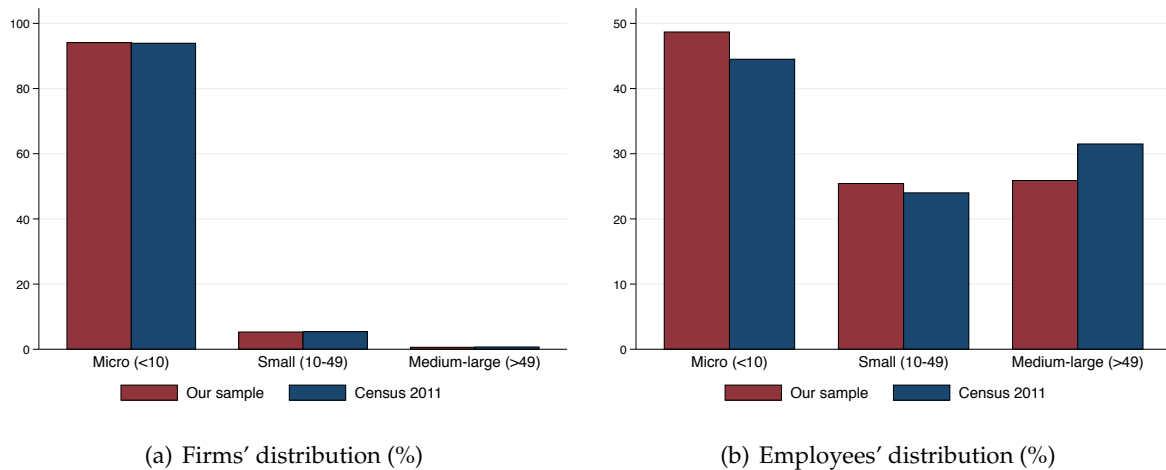 100
80
60
40
20
0
Micro (<10) Small (10-49) Medium-large (>49)
Our sample Census 2011
(a) Firms’ distribution (%)
50
40
30
20
10
0
Micro (<10) Small (10-49) Medium-large (>49)
Our sample Census 2011
(b) Employees’ distribution (%)